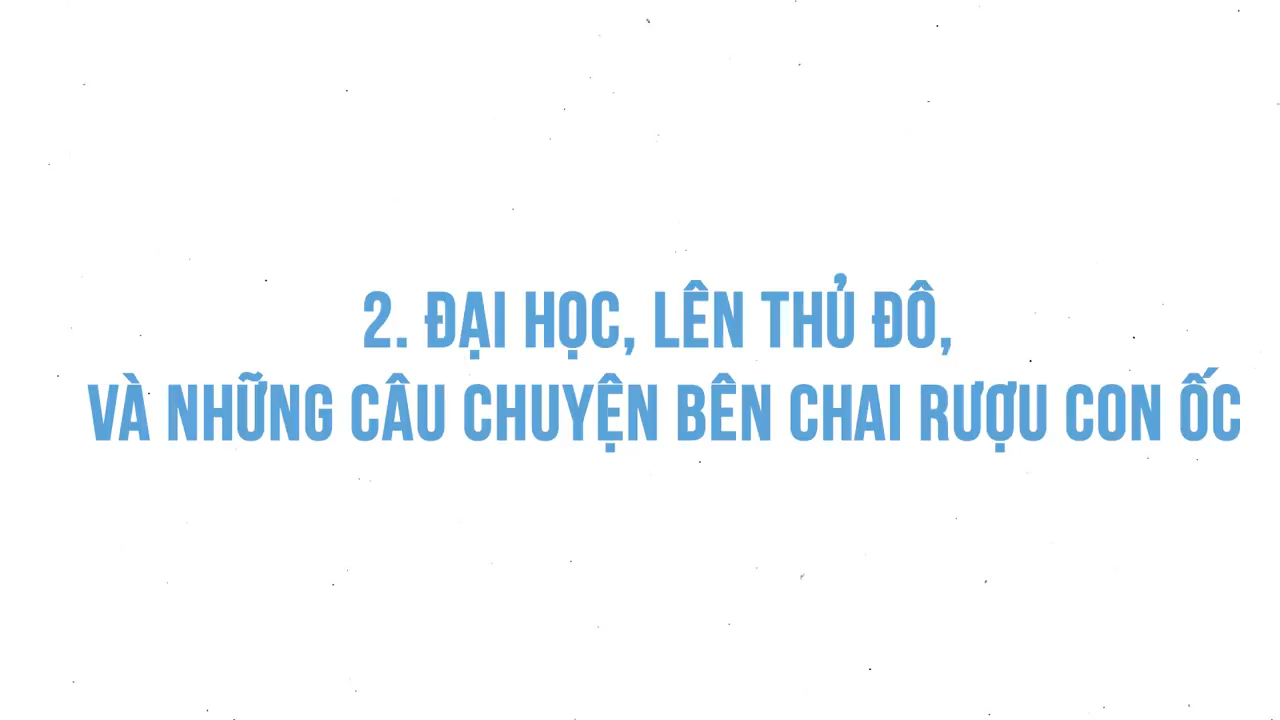 2. ĐẠI HỌC, LÊN THỦ ĐÔ,
VÀ NHỮNG CÂU CHUYỆN BÊN CHAI RƯỢU CON ỐC